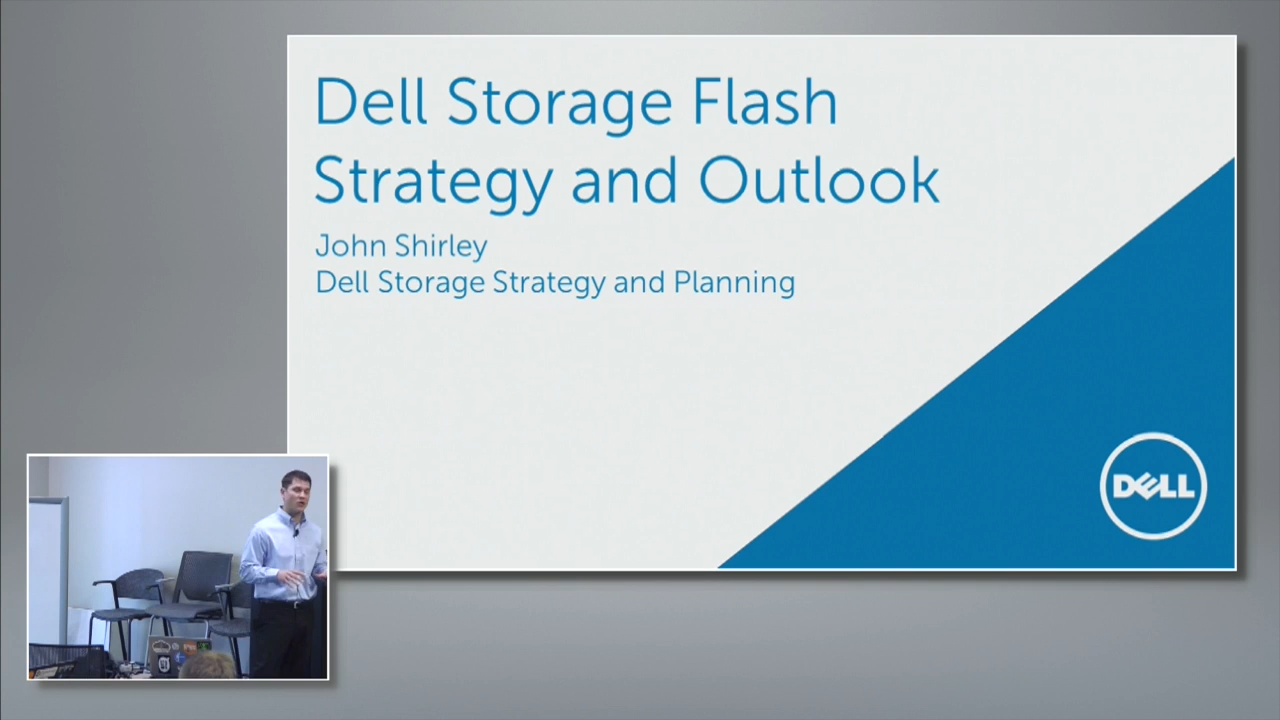 Dell Storage Flash
Strategy and Outlook
John Shirley
Dell Storage Strategy and Planning
DELL